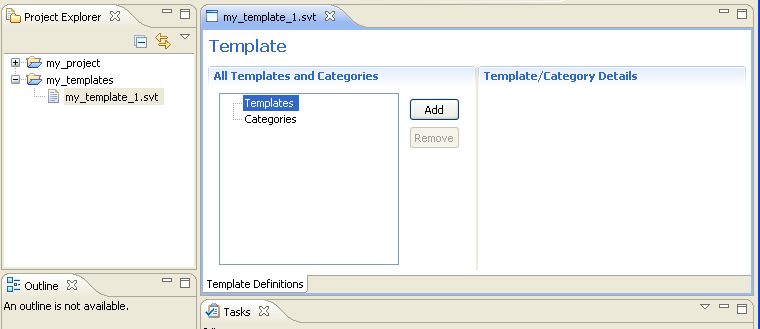 Project Explorer
my_project
my_templates
my_template_1.svt
Outline
An outline is not available.
my_template_1.svt
Template
All Templates and Categories
Templates
Categories
Add
Remove
Template/Category Details
Template Definitions
Tasks